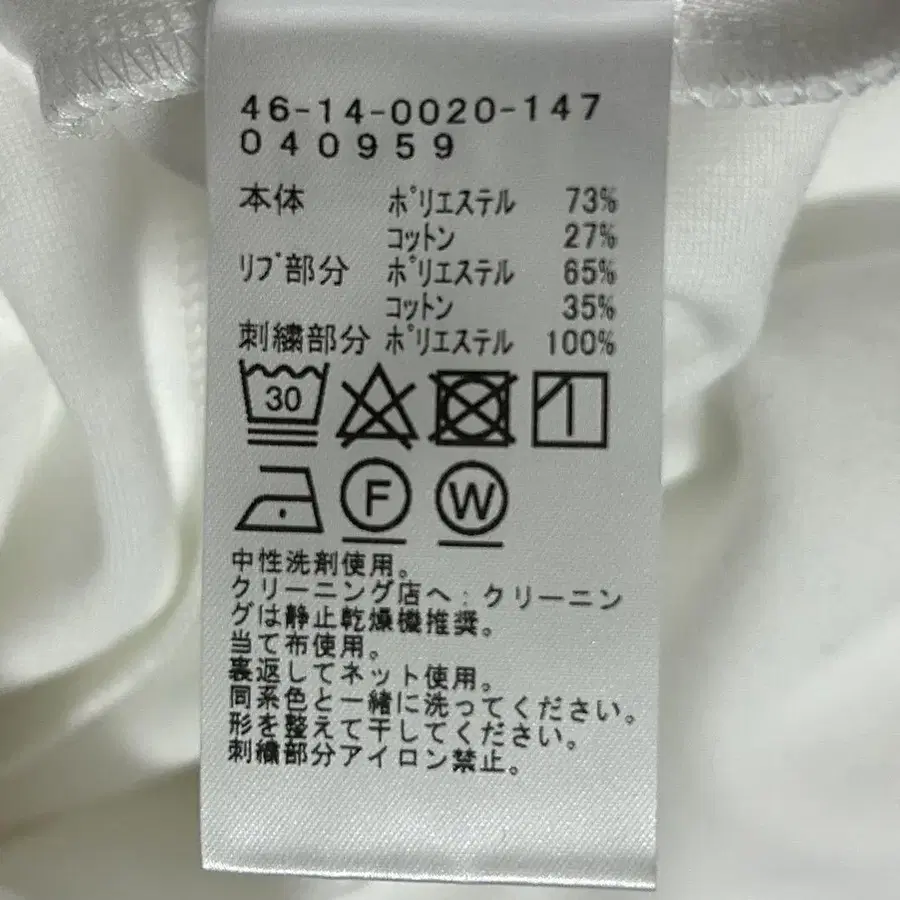 46-14-0020-147
040959
本体 ポリエステル 73%
コットン 27%
リブ部分 ポリエステル 65%
コットン 35%
刺繍部分 ポリエステル 100%
30
F W
中性洗剤使用。
クリーニング店へ:クリーニン
グは静止乾燥機推奨。
当て布使用。
裏返してネット使用。
同系色と一緒に洗ってください。
形を整えて干してください。
刺繍部分アイロン禁止。